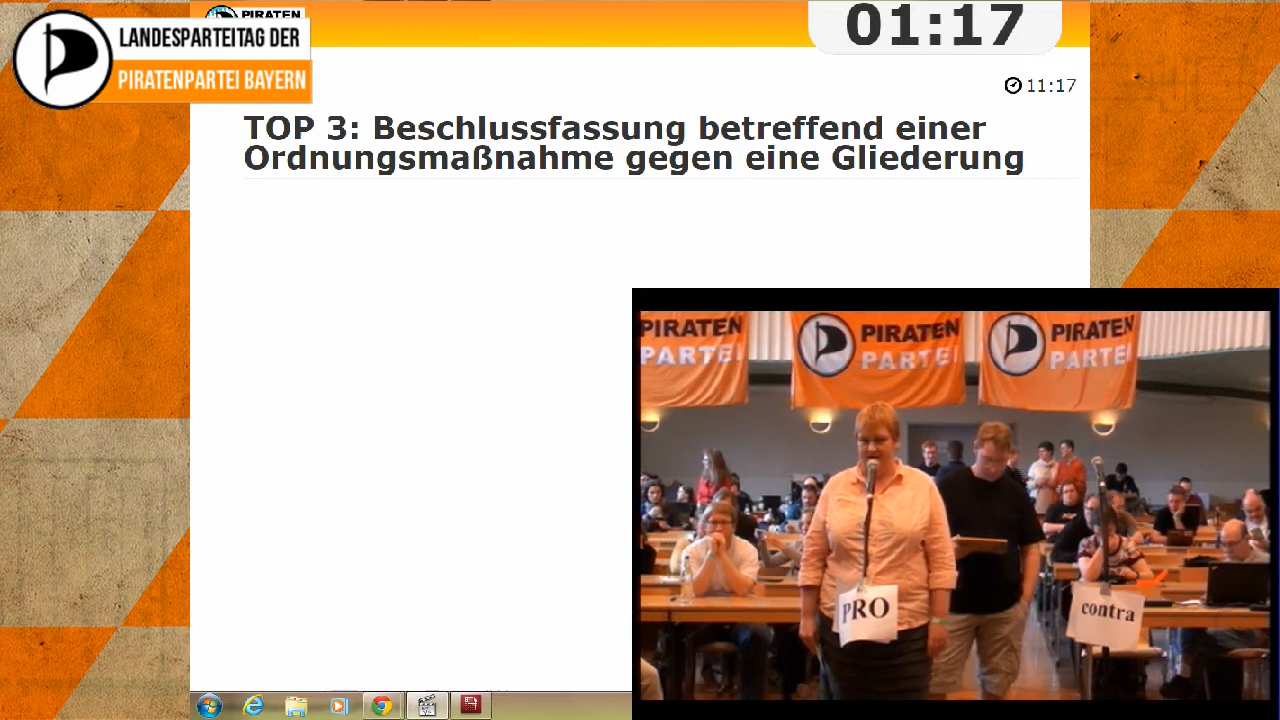 PIRATEN
LANDESPARTEITAG DER
PIRATENPARTEI BAYERN
01:17
11:17
TOP 3: Beschlussfassung betreffend einer
Ordnungsmaßnahme gegen eine Gliederung
PIRATEN
PARTEI
PIRATEN
PARTEI
PIRATEN
PARTEI
PRO
contra